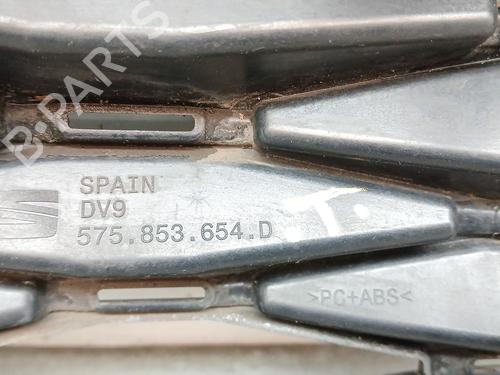 B-PARTS
SPAIN
DV9
575.853.654.D
.T.
>PC+ABS<